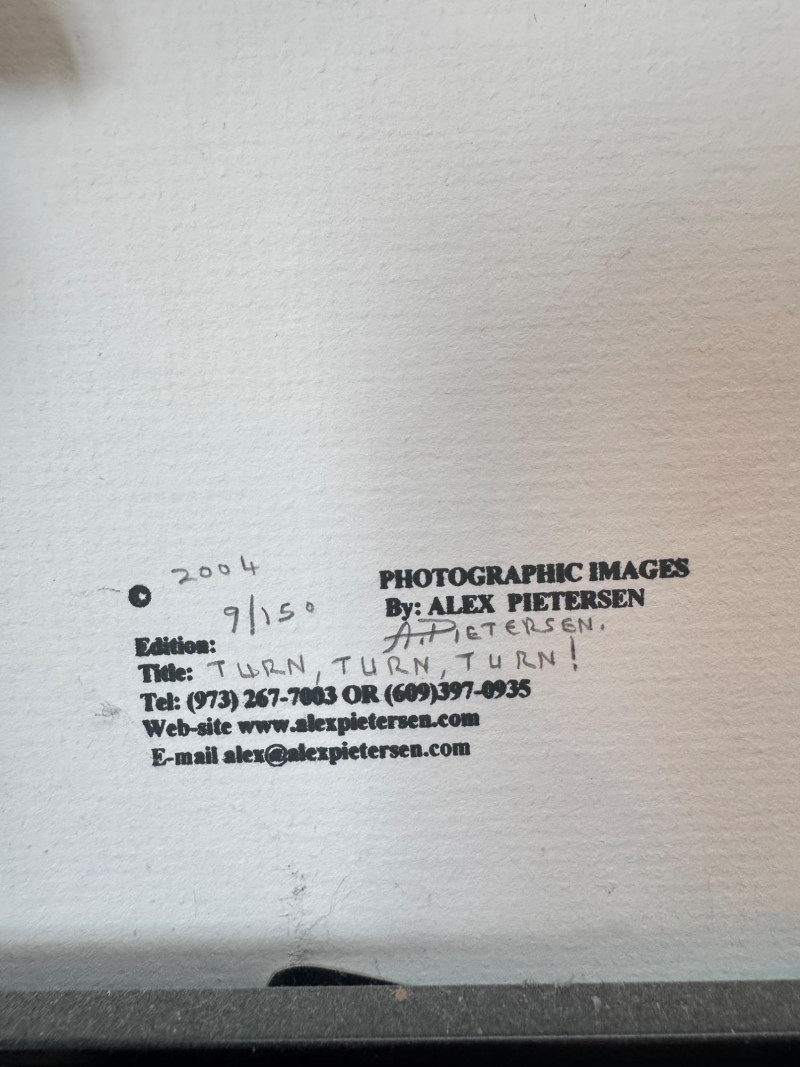 © 2004
PHOTOGRAPHIC IMAGES
By: ALEX PIETERSEN
A. PIETERSEN.
Edition: 9/150
Title: TURN, TURN, TURN!
Tel: (973) 267-7003 OR (609)397-0935
Web-site www.alexpietersen.com
E-mail alex@alexpietersen.com